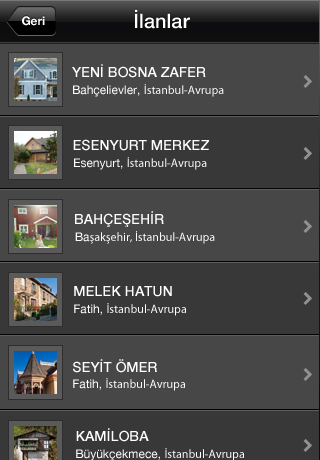 Geri
İlanlar
YENİ BOSNA ZAFER
Bahçelievler, İstanbul-Avrupa
ESENYURT MERKEZ
Esenyurt, İstanbul-Avrupa
BAHÇEŞEHİR
Başakşehir, İstanbul-Avrupa
MELEK HATUN
Fatih, İstanbul-Avrupa
SEYİT ÖMER
Fatih, İstanbul-Avrupa
KAMİLOBA
Büyükçekmece, İstanbul-Avrupa